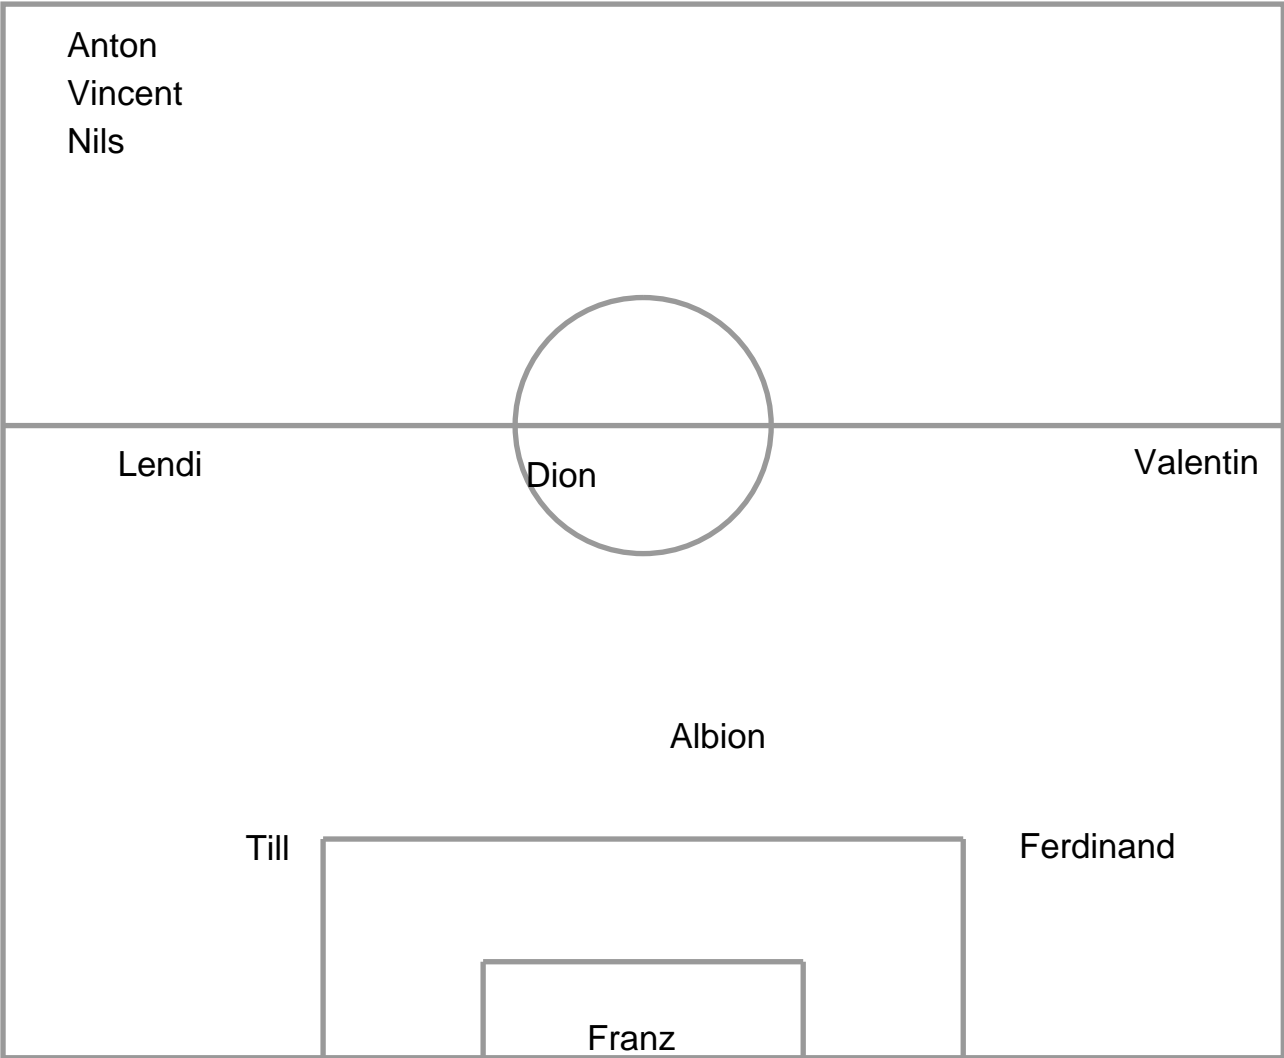 Anton
Vincent
Nils
Lendi
Dion
Valentin
Albion
Till
Ferdinand
Franz